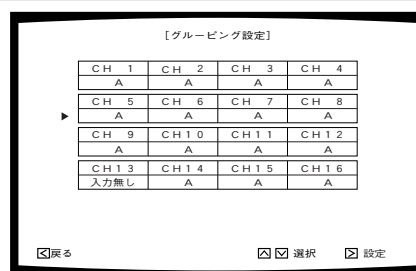 [グルーピング設定]
CH 1 CH 2 CH 3 CH 4
A A A A
CH 5 CH 6 CH 7 CH 8
A A A A
CH 9 CH10 CH11 CH12
A A A A
CH13 CH14 CH15 CH16
入力無し A A A
戻る 選択 設定